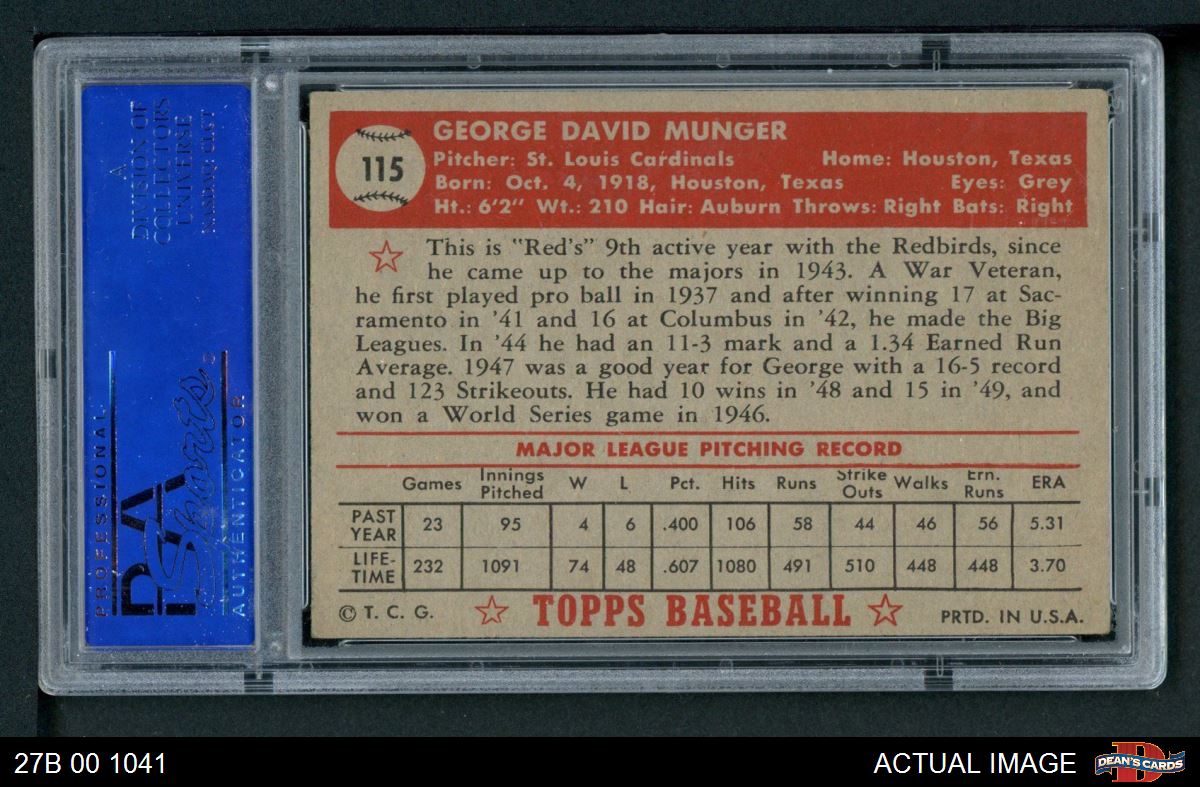 A
DIVISION OF
COLLECTORS
UNIVERSE
NASDAQ: CLCT
PROFESSIONAL
PSA
Sports
AUTHENTICATOR
115
GEORGE DAVID MUNGER
Pitcher: St. Louis Cardinals Home: Houston, Texas
Born: Oct. 4, 1918, Houston, Texas Eyes: Grey
Ht.: 6'2" Wt.: 210 Hair: Auburn Throws: Right Bats: Right
This is "Red's" 9th active year with the Redbirds, since
he came up to the majors in 1943. A War Veteran,
he first played pro ball in 1937 and after winning 17 at Sac-
ramento in '41 and 16 at Columbus in '42, he made the Big
Leagues. In '44 he had an 11-3 mark and a 1.34 Earned Run
Average. 1947 was a good year for George with a 16-5 record
and 123 Strikeouts. He had 10 wins in '48 and 15 in '49, and
won a World Series game in 1946.
MAJOR LEAGUE PITCHING RECORD
Games Innings Pitched W L Pct. Hits Runs Strike Outs Walks Ern. Runs ERA
PAST YEAR 23 95 4 6 .400 106 58 44 46 56 5.31
LIFE-TIME 232 1091 74 48 .607 1080 491 510 448 448 3.70
© T. C. G. TOPPS BASEBALL PRTD. IN U.S.A.
27B 00 1041 ACTUAL IMAGE
D
DEAN'S CARDS